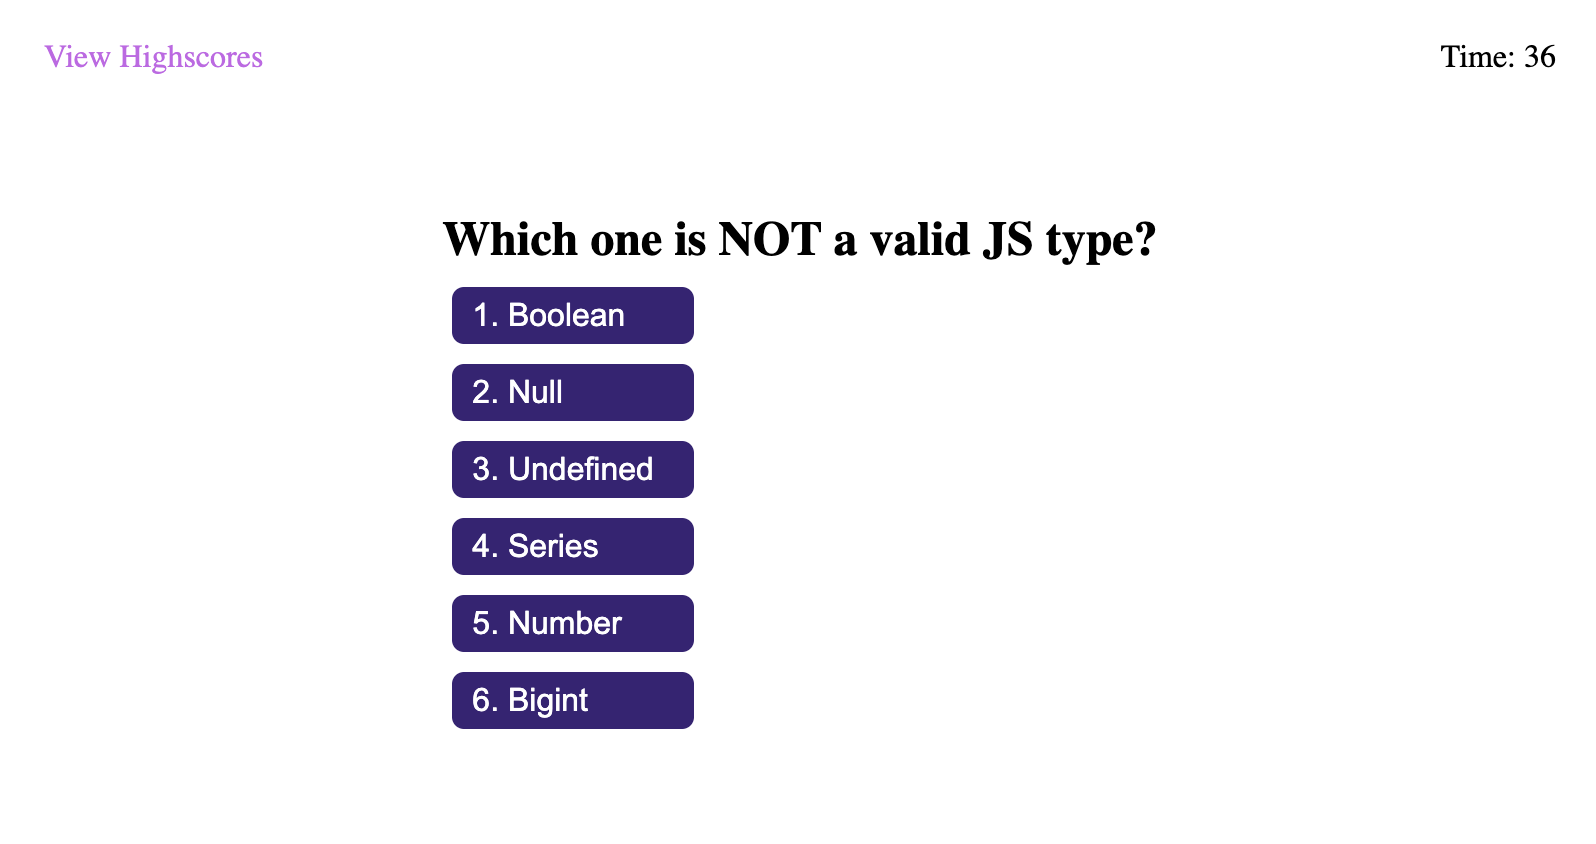 View Highscores
Time: 36
Which one is NOT a valid JS type?
1. Boolean
2. Null
3. Undefined
4. Series
5. Number
6. Bigint